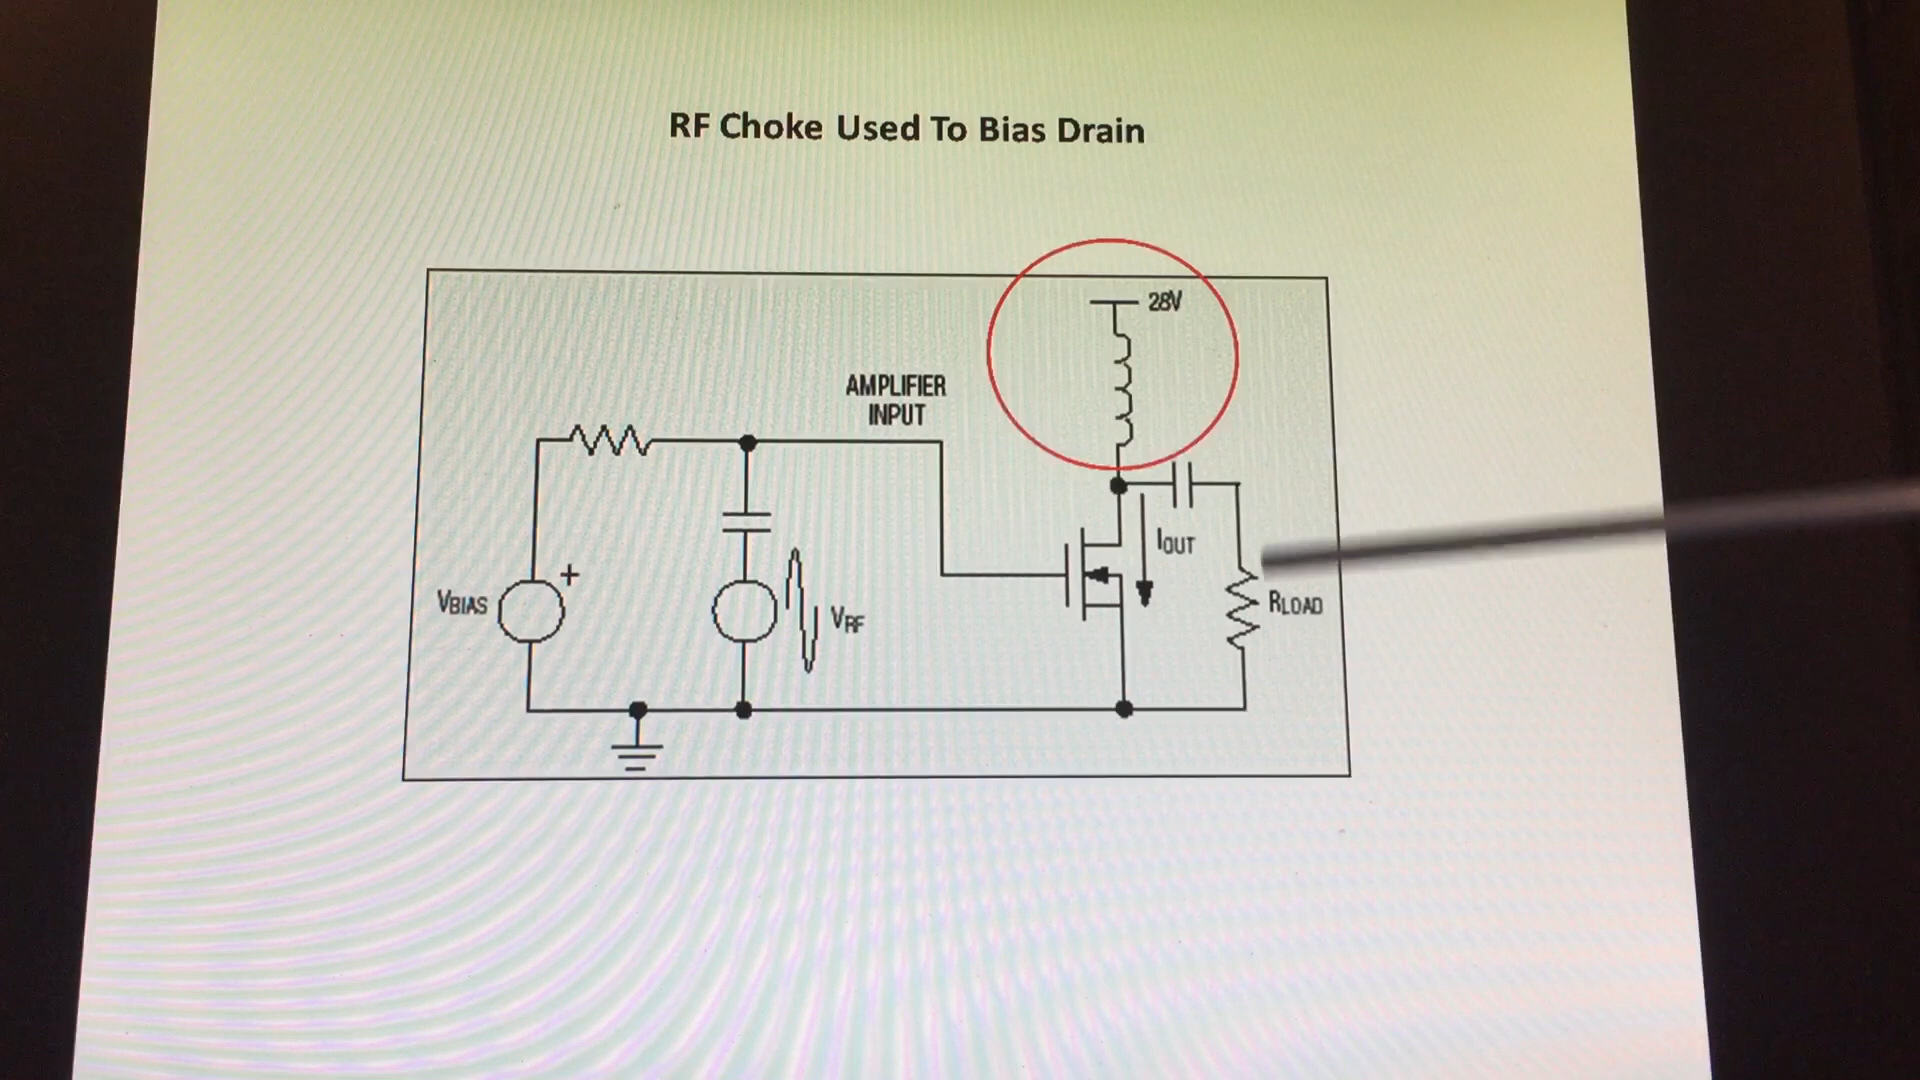 RF Choke Used To Bias Drain
28V
AMPLIFIER
INPUT
IOUT
+
VBIAS
VRF
RLOAD